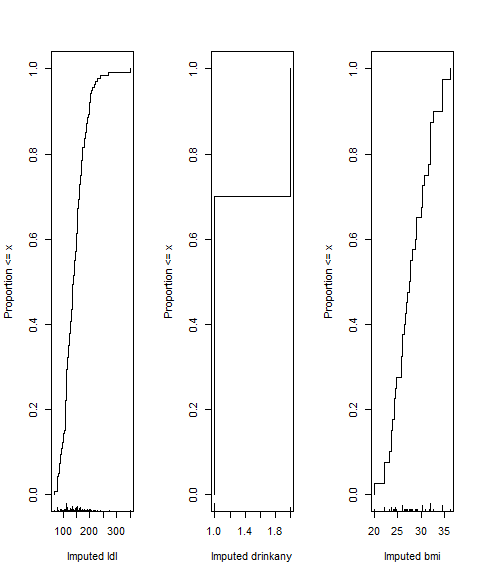 Proportion <= x
0.0 0.2 0.4 0.6 0.8 1.0
100 200 300
Imputed ldl
Proportion <= x
0.0 0.2 0.4 0.6 0.8 1.0
1.0 1.4 1.8
Imputed drinkany
Proportion <= x
0.0 0.2 0.4 0.6 0.8 1.0
20 25 30 35
Imputed bmi